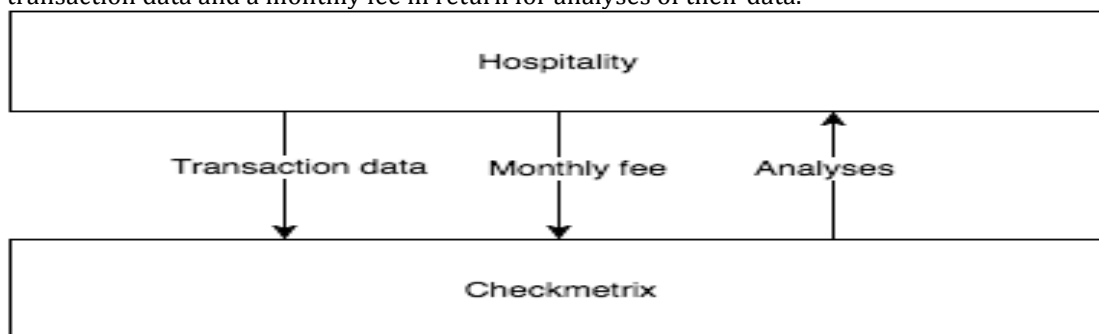 transaction data and a monthly fee in return for analyses of their data.
Hospitality
Transaction data Monthly fee Analyses
Checkmetrix